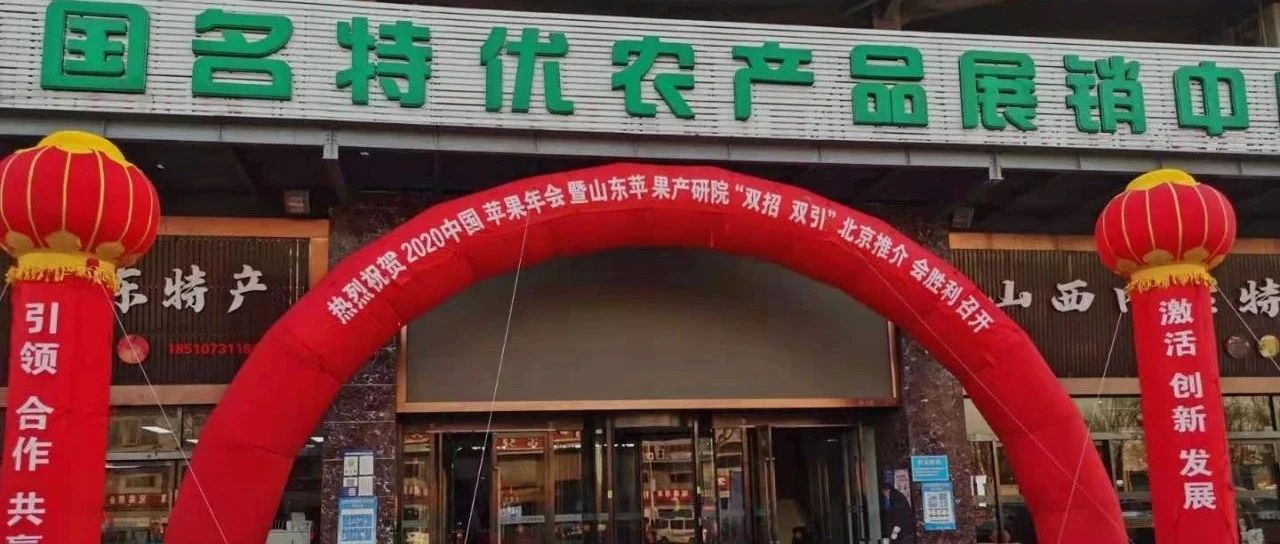 国名特优农产品展销中
热烈祝贺2020中国苹果年会暨山东苹果产研院“双招双引”北京推介会胜利召开
东特产
山西
特
引领 合作 共赢
激活 创新 发展